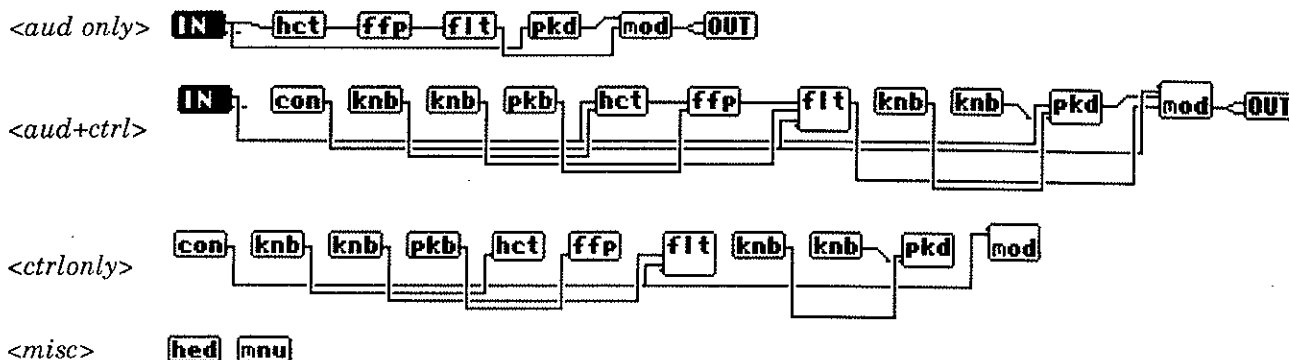 <aud only> IN hct ffp flt pkd mod OUT
<aud+ctrl> IN con knb knb pkb hct ffp flt knb knb pkd mod OUT
<ctrlonly> con knb knb pkb hct ffp flt knb knb pkd mod
<misc> hed mnu